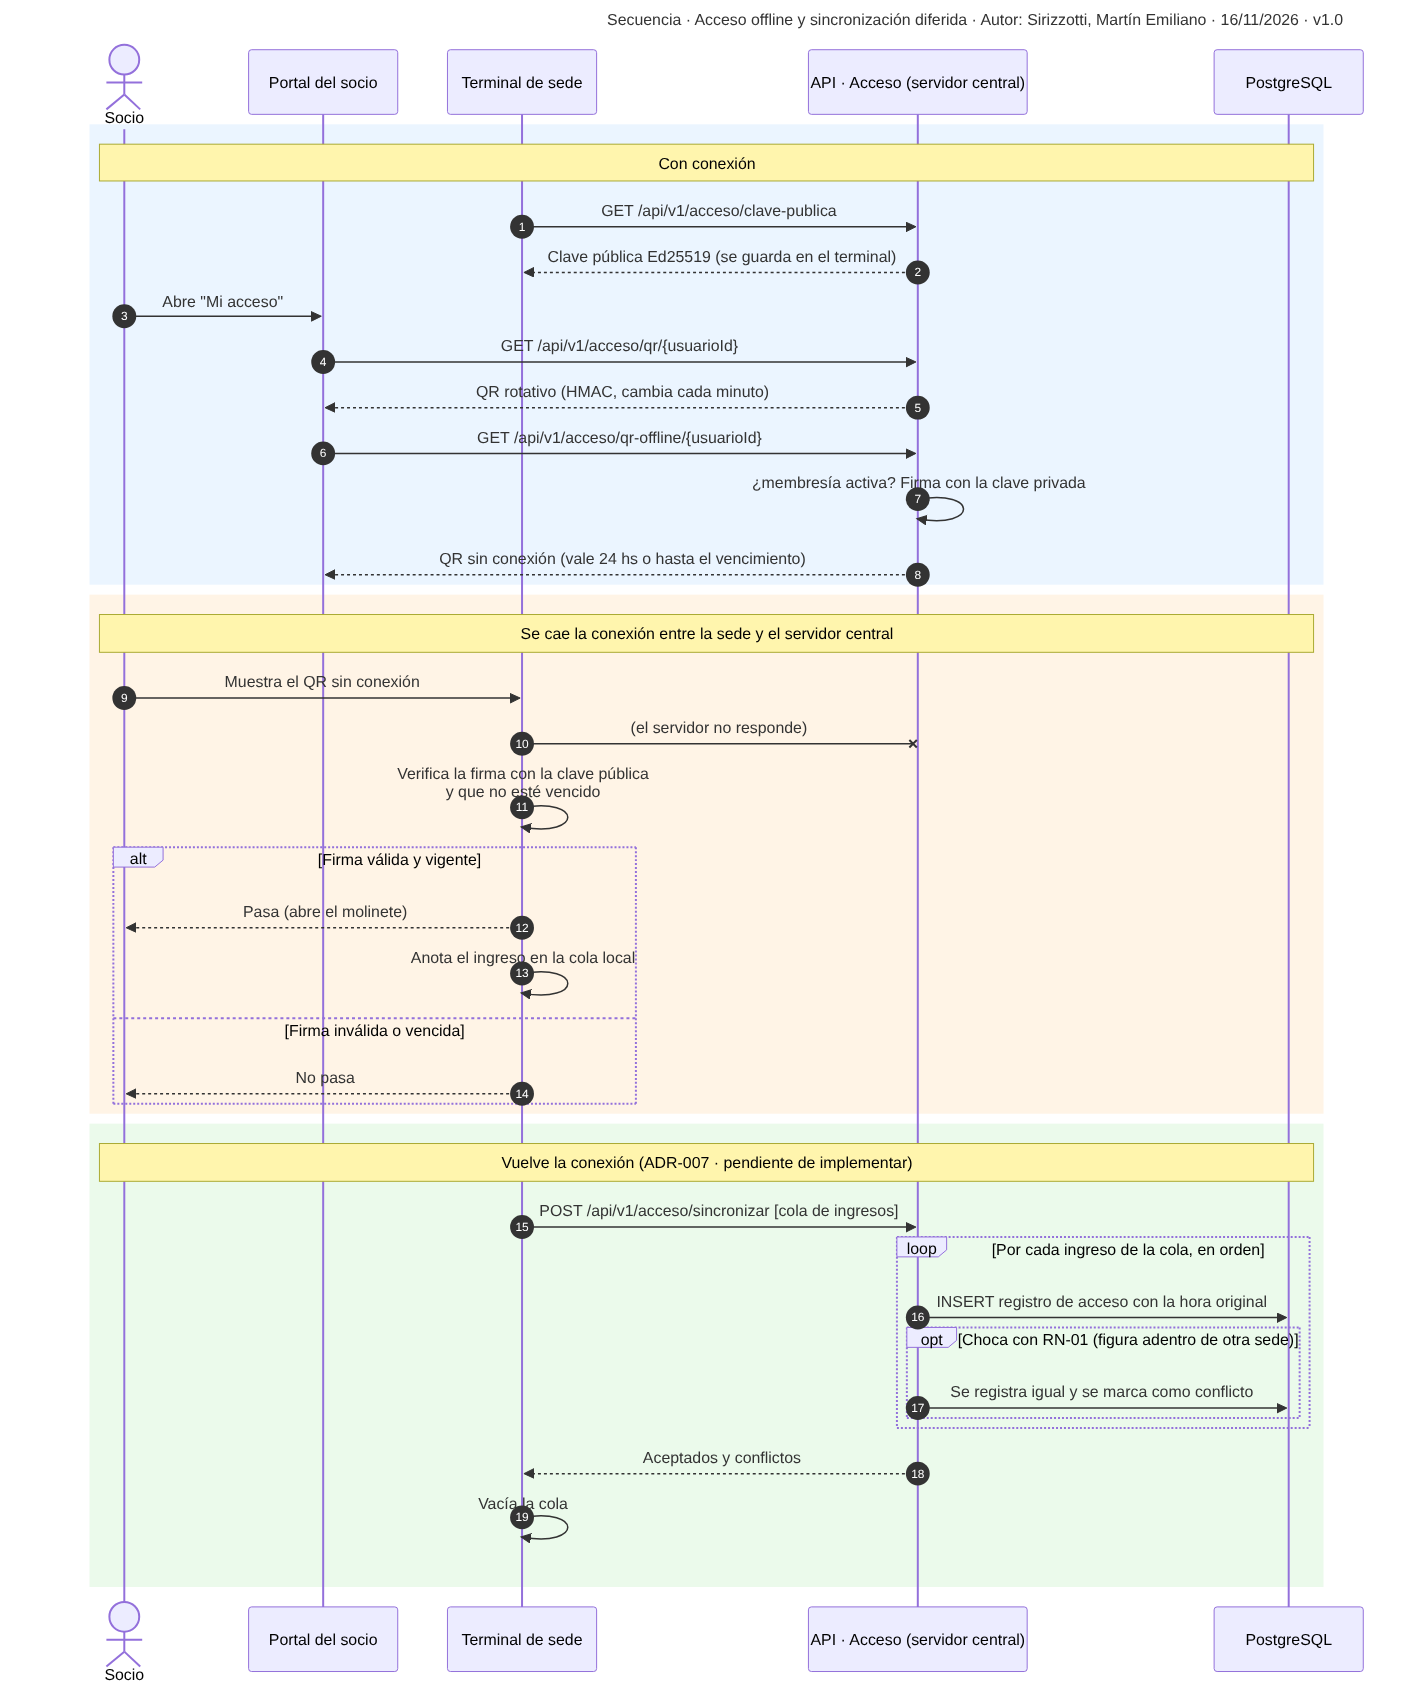 Secuencia · Acceso offline y sincronización diferida · Autor: Sirizzotti, Martín Emiliano · 16/11/2026 · v1.0
Socio
Portal del socio
Terminal de sede
API · Acceso (servidor central)
PostgreSQL
Con conexión
1 GET /api/v1/acceso/clave-publica
Clave pública Ed25519 (se guarda en el terminal) 2
3 Abre "Mi acceso"
4 GET /api/v1/acceso/qr/{usuarioId}
QR rotativo (HMAC, cambia cada minuto) 5
6 GET /api/v1/acceso/qr-offline/{usuarioId}
¿membresía activa? Firma con la clave privada
7
QR sin conexión (vale 24 hs o hasta el vencimiento) 8
Se cae la conexión entre la sede y el servidor central
9 Muestra el QR sin conexión
10 (el servidor no responde)
Verifica la firma con la clave pública
y que no esté vencido
11
alt [Firma válida y vigente]
Pasa (abre el molinete) 12
Anota el ingreso en la cola local
13
[Firma inválida o vencida]
No pasa 14
Vuelve la conexión (ADR-007 · pendiente de implementar)
15 POST /api/v1/acceso/sincronizar [cola de ingresos]
loop [Por cada ingreso de la cola, en orden]
16 INSERT registro de acceso con la hora original
opt [Choca con RN-01 (figura adentro de otra sede)]
17 Se registra igual y se marca como conflicto
Aceptados y conflictos 18
Vacía la cola
19
Socio
Portal del socio
Terminal de sede
API · Acceso (servidor central)
PostgreSQL